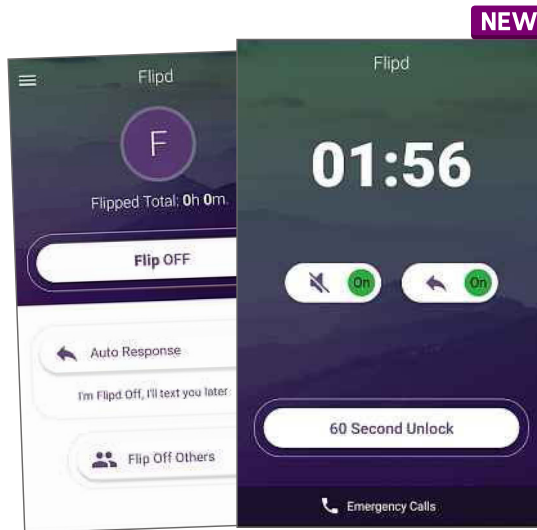 NEW
Flipd
F
Flipped Total: 0h 0m.
Flip OFF
Auto Response
I'm Flipd Off, I'll text you later
Flip Off Others
Flipd
01:56
On
On
60 Second Unlock
Emergency Calls